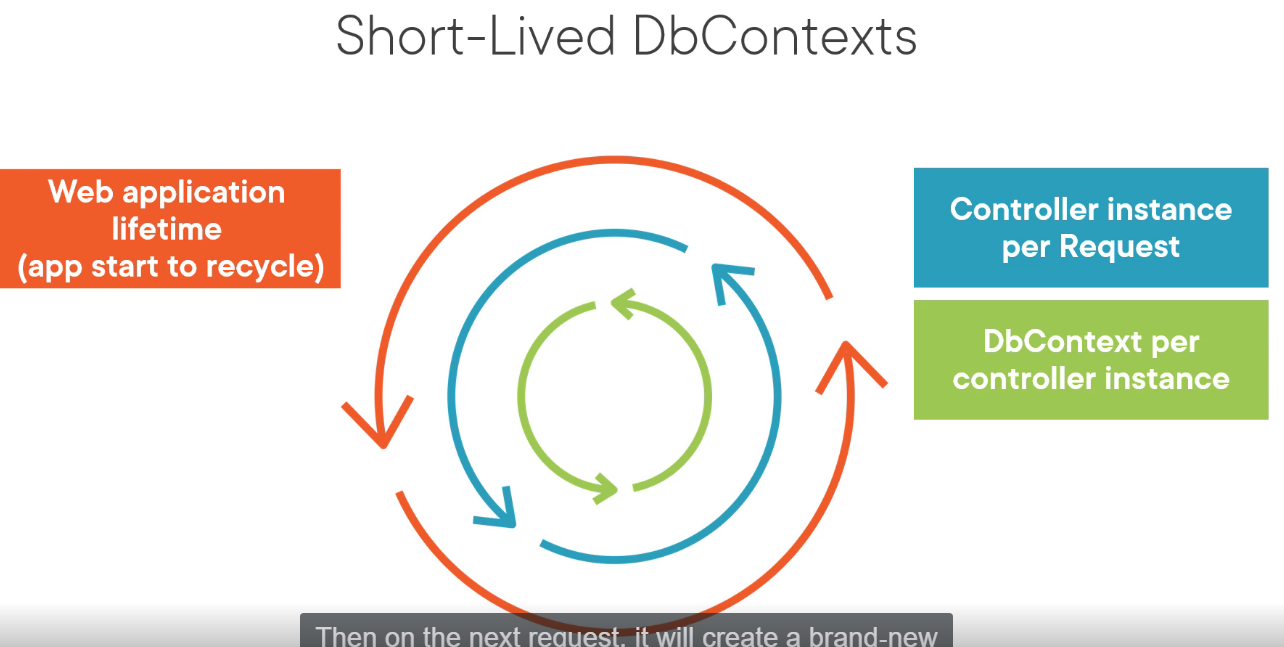 Short-Lived DbContexts
Web application
lifetime
(app start to recycle)
Controller instance
per Request
DbContext per
controller instance
Then on the next request, it will create a brand-new